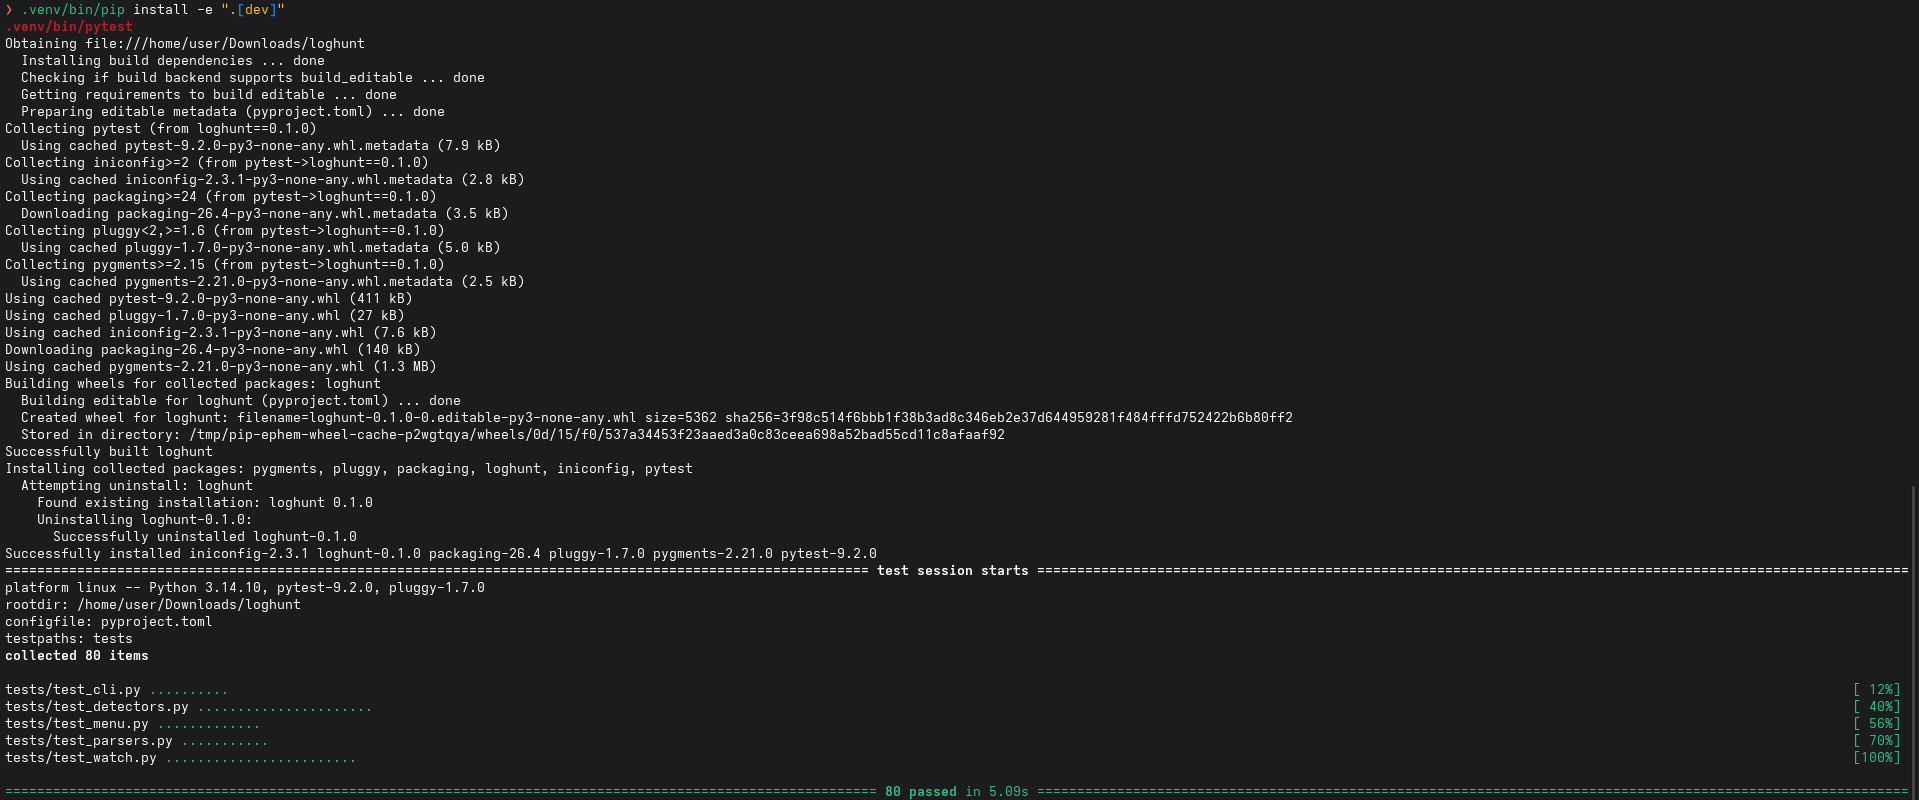 ❯ .venv/bin/pip install -e ".[dev]"
.venv/bin/pytest
Obtaining file:///home/user/Downloads/loghunt
  Installing build dependencies ... done
  Checking if build backend supports build_editable ... done
  Getting requirements to build editable ... done
  Preparing editable metadata (pyproject.toml) ... done
Collecting pytest (from loghunt==0.1.0)
  Using cached pytest-9.2.0-py3-none-any.whl.metadata (7.9 kB)
Collecting iniconfig>=2 (from pytest->loghunt==0.1.0)
  Using cached iniconfig-2.3.1-py3-none-any.whl.metadata (2.8 kB)
Collecting packaging>=24 (from pytest->loghunt==0.1.0)
  Downloading packaging-26.4-py3-none-any.whl.metadata (3.5 kB)
Collecting pluggy<2,>=1.6 (from pytest->loghunt==0.1.0)
  Using cached pluggy-1.7.0-py3-none-any.whl.metadata (5.0 kB)
Collecting pygments>=2.15 (from pytest->loghunt==0.1.0)
  Using cached pygments-2.21.0-py3-none-any.whl.metadata (2.5 kB)
Using cached pytest-9.2.0-py3-none-any.whl (411 kB)
Using cached pluggy-1.7.0-py3-none-any.whl (27 kB)
Using cached iniconfig-2.3.1-py3-none-any.whl (7.6 kB)
Downloading packaging-26.4-py3-none-any.whl (140 kB)
Using cached pygments-2.21.0-py3-none-any.whl (1.3 MB)
Building wheels for collected packages: loghunt
  Building editable for loghunt (pyproject.toml) ... done
  Created wheel for loghunt: filename=loghunt-0.1.0-0.editable-py3-none-any.whl size=5362 sha256=3f98c514f6bbb1f38b3ad8c346eb2e37d644959281f484fffd752422b6b80ff2
  Stored in directory: /tmp/pip-ephem-wheel-cache-p2wgtqya/wheels/0d/15/f0/537a34453f23aaed3a0c83ceea698a52bad55cd11c8afaaf92
Successfully built loghunt
Installing collected packages: pygments, pluggy, packaging, loghunt, iniconfig, pytest
  Attempting uninstall: loghunt
    Found existing installation: loghunt 0.1.0
    Uninstalling loghunt-0.1.0:
      Successfully uninstalled loghunt-0.1.0
Successfully installed iniconfig-2.3.1 loghunt-0.1.0 packaging-26.4 pluggy-1.7.0 pygments-2.21.0 pytest-9.2.0
============================================================================================================ test session starts =============================================================================================================
platform linux -- Python 3.14.10, pytest-9.2.0, pluggy-1.7.0
rootdir: /home/user/Downloads/loghunt
configfile: pyproject.toml
testpaths: tests
collected 80 items

tests/test_cli.py .......... [ 12%]
tests/test_detectors.py ...................... [ 40%]
tests/test_menu.py ............. [ 56%]
tests/test_parsers.py ........... [ 70%]
tests/test_watch.py ........................ [100%]

============================================================================================================= 80 passed in 5.09s =============================================================================================================